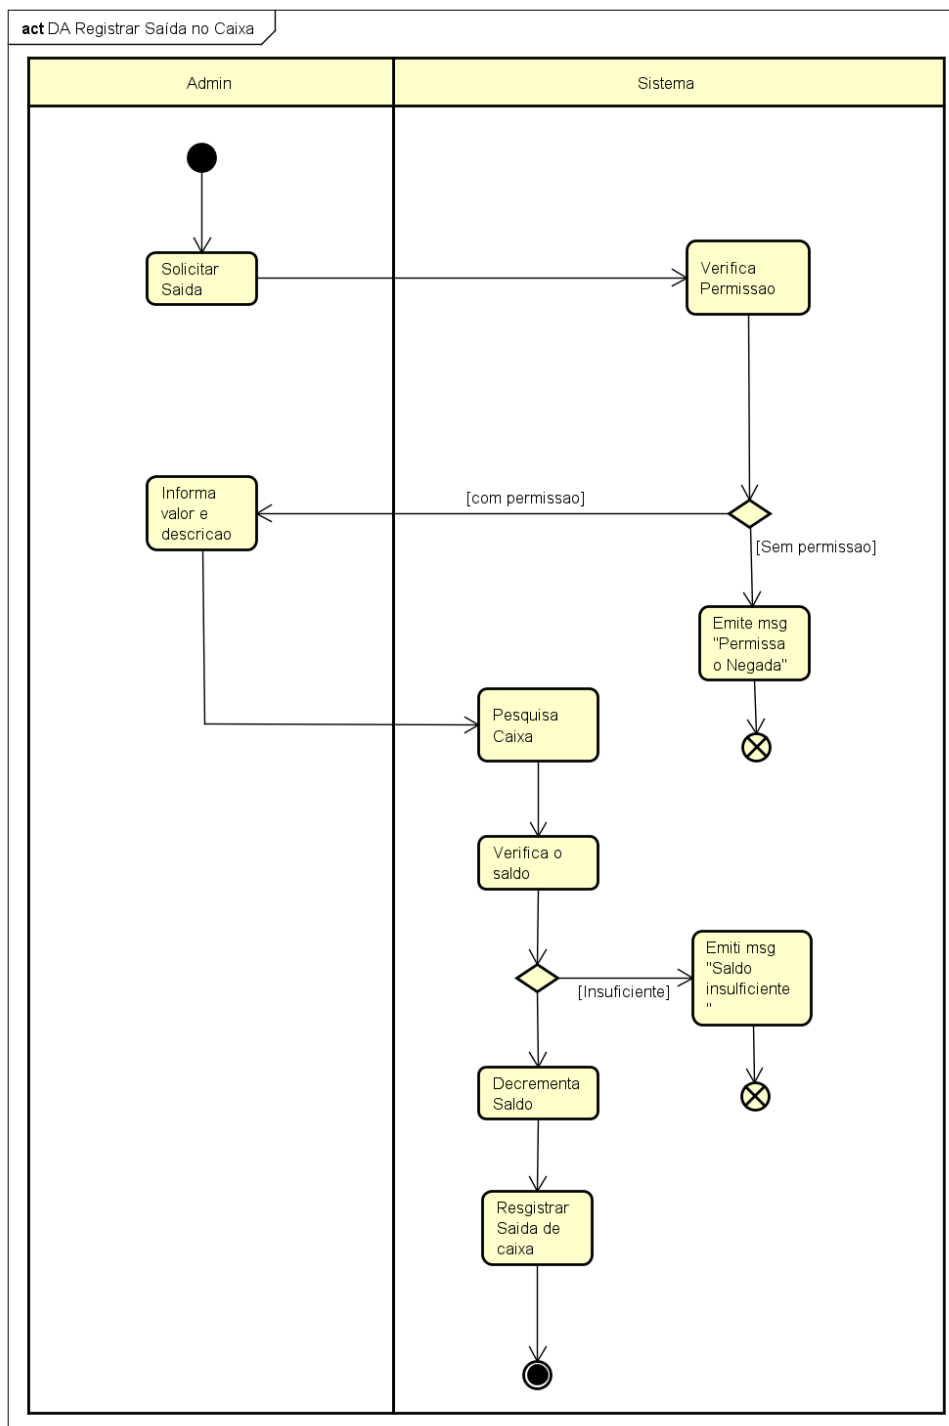 act DA Registrar Saída no Caixa
Admin
Sistema
Solicitar
Saida
Verifica
Permissao
[com permissao]
Informa
valor e
descricao
[Sem permissao]
Emite msg
"Permissa
o Negada"
Pesquisa
Caixa
Verifica o
saldo
Emiti msg
"Saldo
insulficiente
"
[Insuficiente]
Decrementa
Saldo
Resgistrar
Saida de
caixa